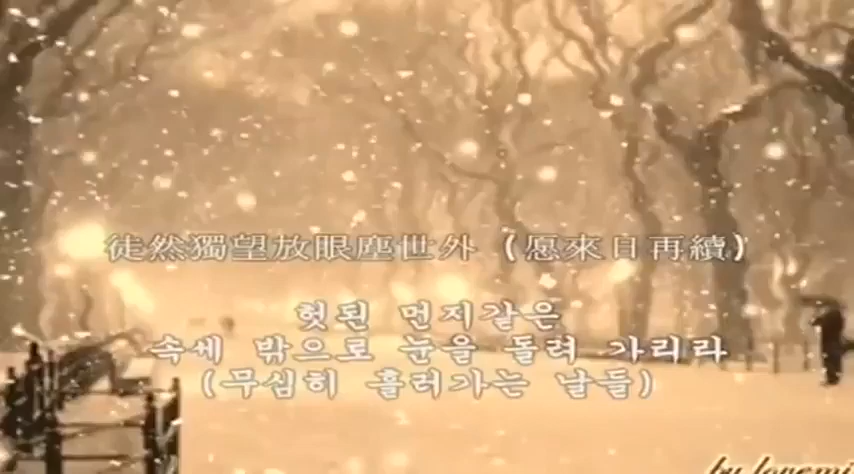 徒然獨望放眼塵世外 (愿來日再續)
헛된 먼지같은
속세 밖으로 눈을 돌려 가리라
(무심히 흘러가는 날들)
by